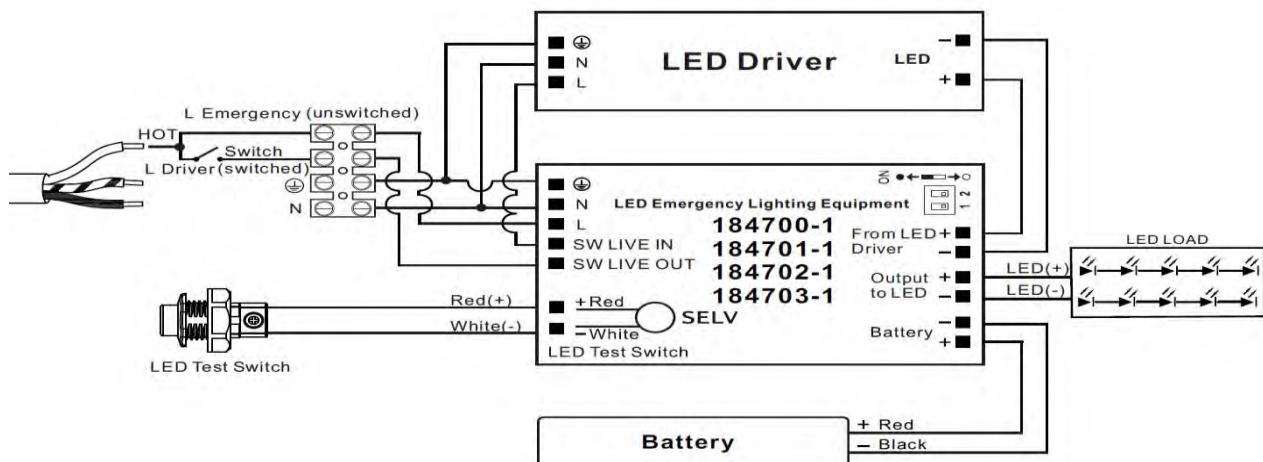 LED Driver
⏚
N
L
LED
−
+
L Emergency (unswitched)
HOT
Switch
L Driver(switched)
⏚
N
⏚
N
L
SW LIVE IN
SW LIVE OUT
LED Emergency Lighting Equipment
184700-1
184701-1
184702-1
184703-1
ON
1 2
From LED +
Driver −
Output +
to LED −
−
Battery
+
LED LOAD
LED(+)
LED(-)
Red(+)
White(-)
+Red
−White
SELV
LED Test Switch
LED Test Switch
Battery
+ Red
− Black